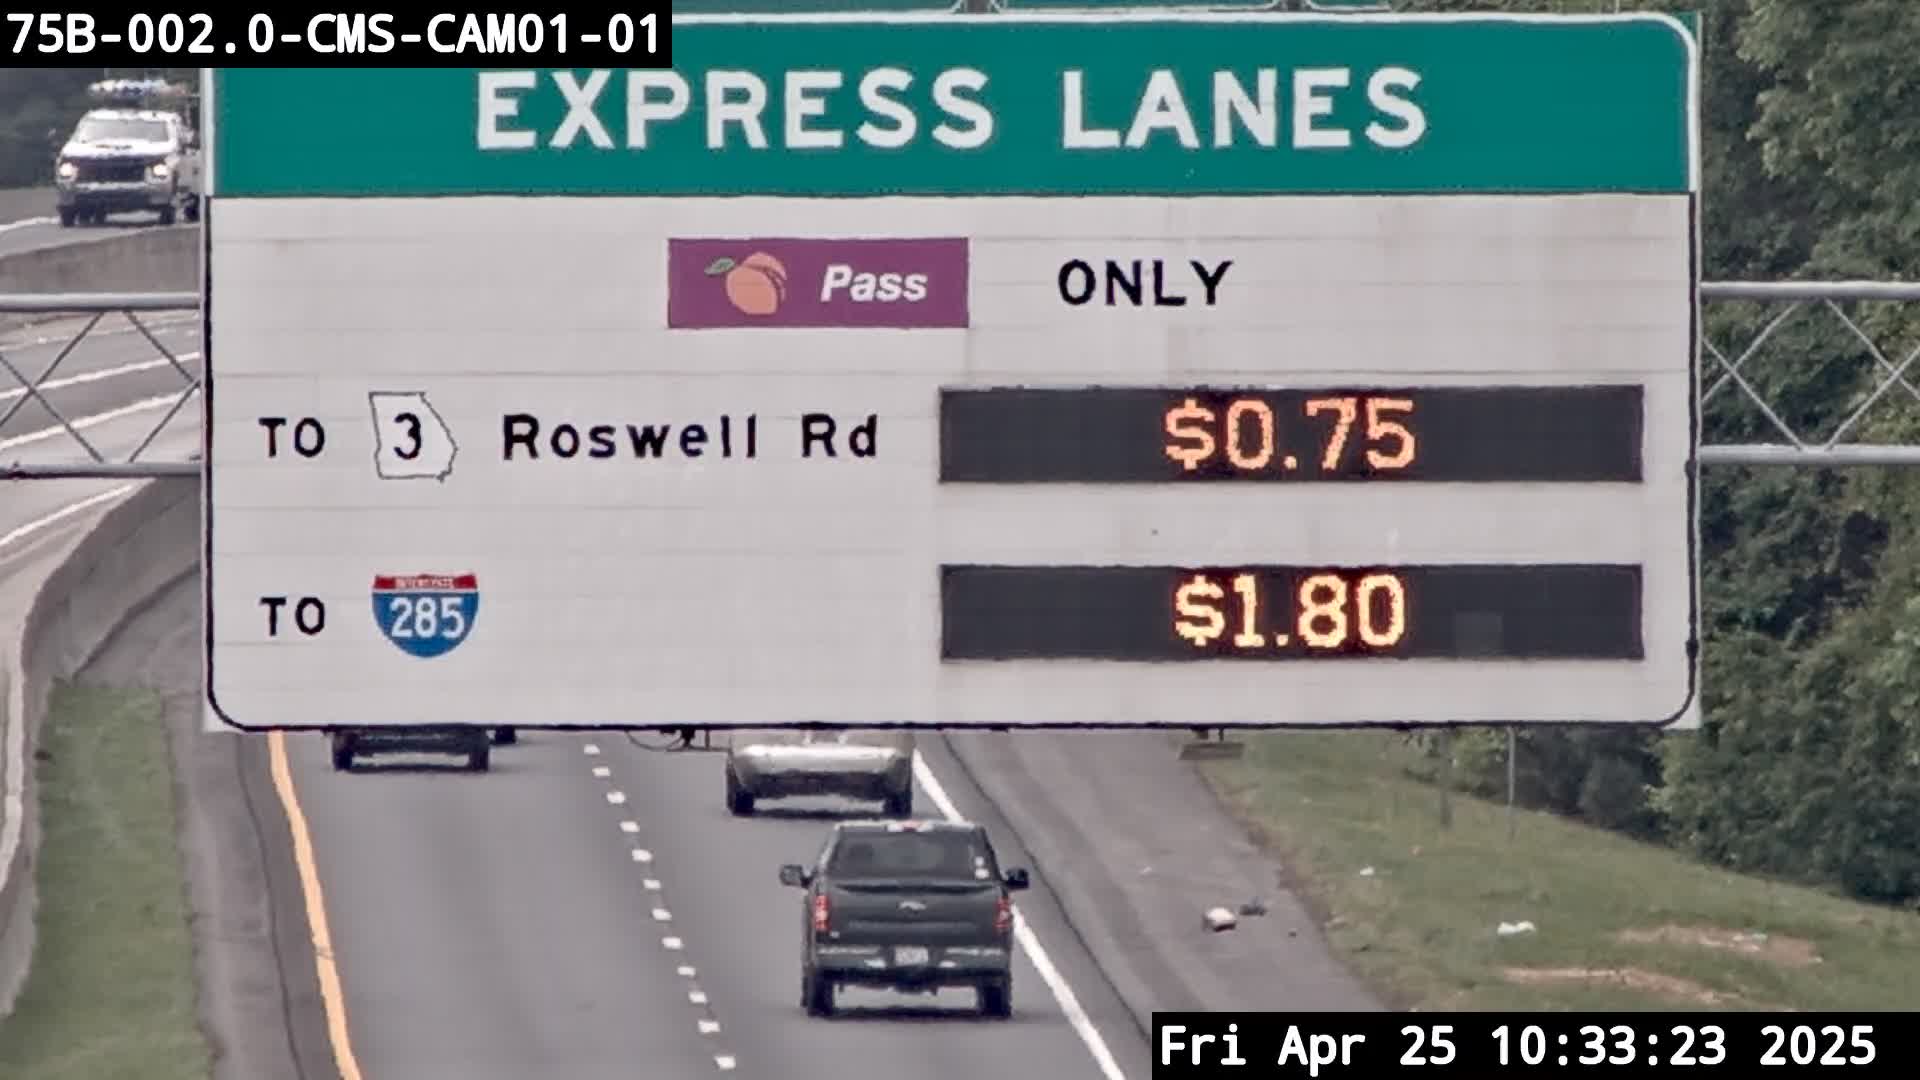 75B-002.0-CMS-CAM01-01
EXPRESS LANES
Pass ONLY
TO 3 Roswell Rd $0.75
INTERSTATE
TO 285 $1.80
Fri Apr 25 10:33:23 2025